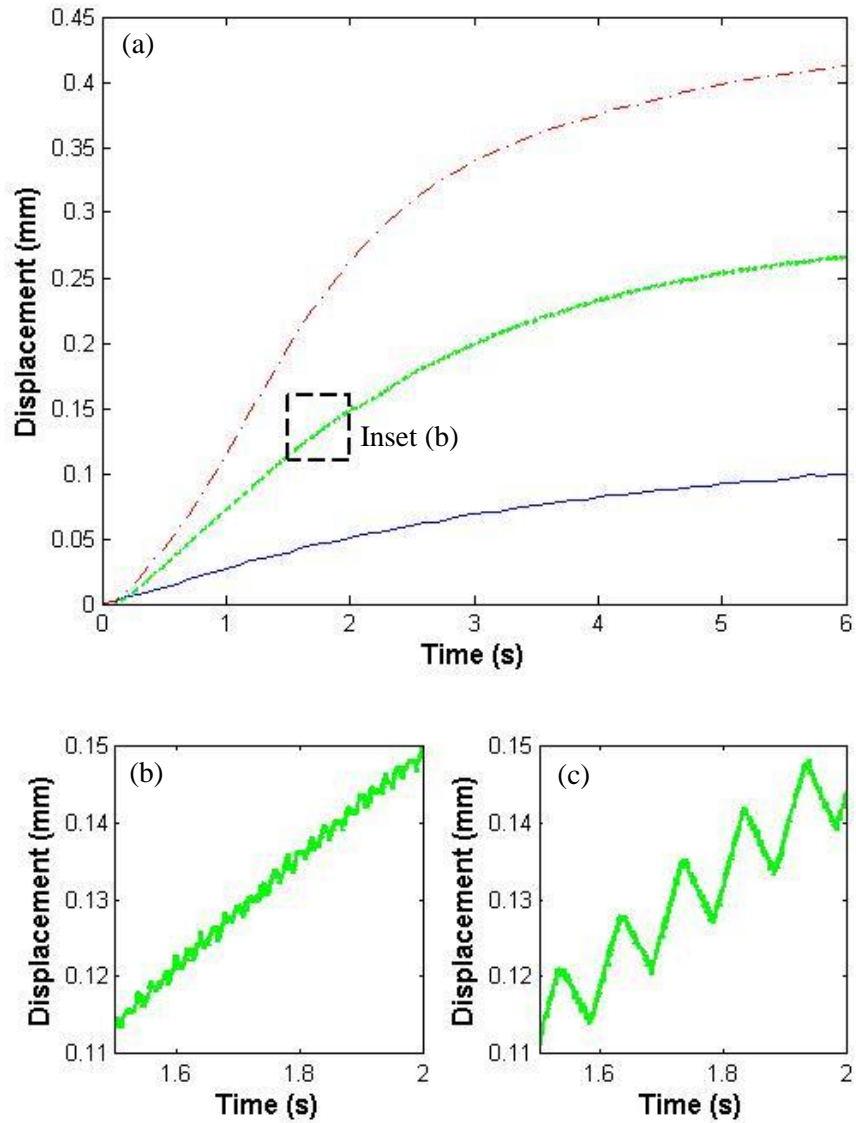 (a)
Displacement (mm)
0.45
0.4
0.35
0.3
0.25
0.2
0.15
0.1
0.05
0
Inset (b)
0 1 2 3 4 5 6
Time (s)
(b)
Displacement (mm)
0.15
0.14
0.13
0.12
0.11
1.6 1.8 2
Time (s)
(c)
Displacement (mm)
0.15
0.14
0.13
0.12
0.11
1.6 1.8 2
Time (s)